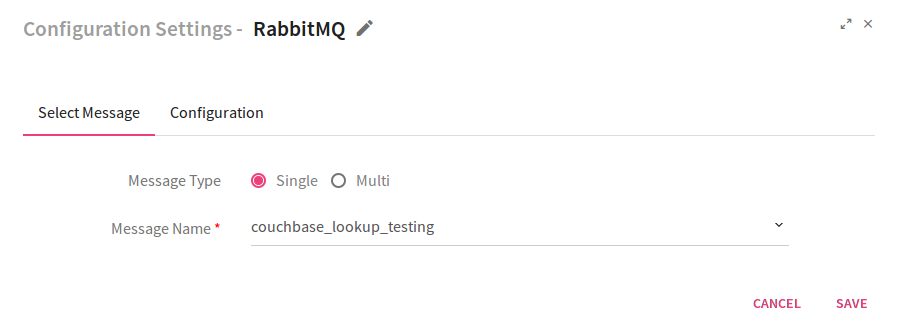 Configuration Settings - RabbitMQ
Select Message Configuration
Message Type Single Multi
Message Name * couchbase_lookup_testing
CANCEL SAVE